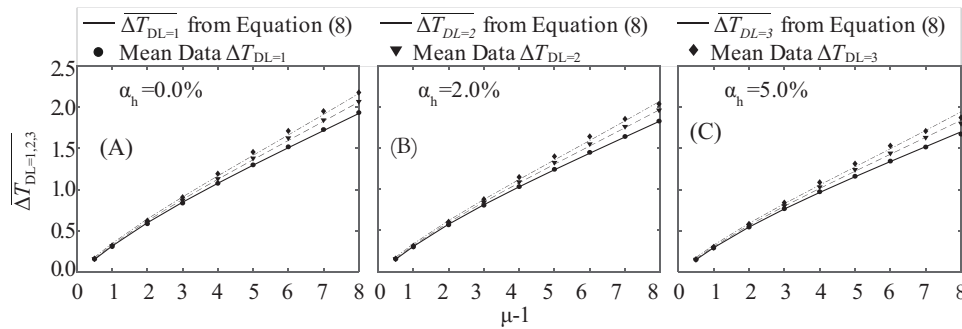 ΔT̅DL=1 from Equation (8) ΔT̅DL=2 from Equation (8) ΔT̅DL=3 from Equation (8)
Mean Data ΔTDL=1 Mean Data ΔTDL=2 Mean Data ΔTDL=3
2.5
2.0
1.5
1.0
0.5
0.0
ΔT̅DL=1,2,3
αh =0.0% αh =2.0% αh =5.0%
(A) (B) (C)
0 1 2 3 4 5 6 7 8 0 1 2 3 4 5 6 7 8 0 1 2 3 4 5 6 7 8
μ-1